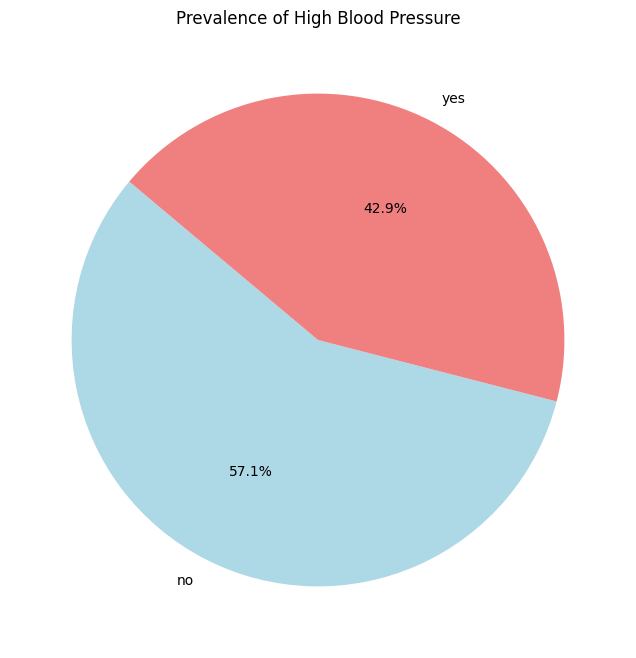 Prevalence of High Blood Pressure
yes
42.9%
57.1%
no